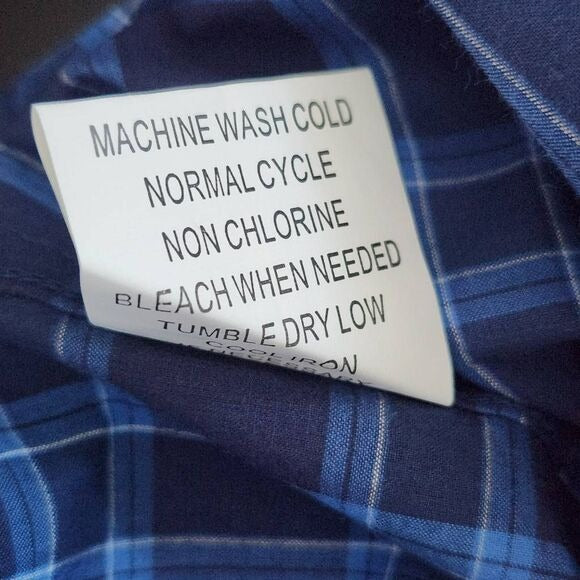 MACHINE WASH COLD
NORMAL CYCLE
NON CHLORINE
BLEACH WHEN NEEDED
TUMBLE DRY LOW
COOL IRON